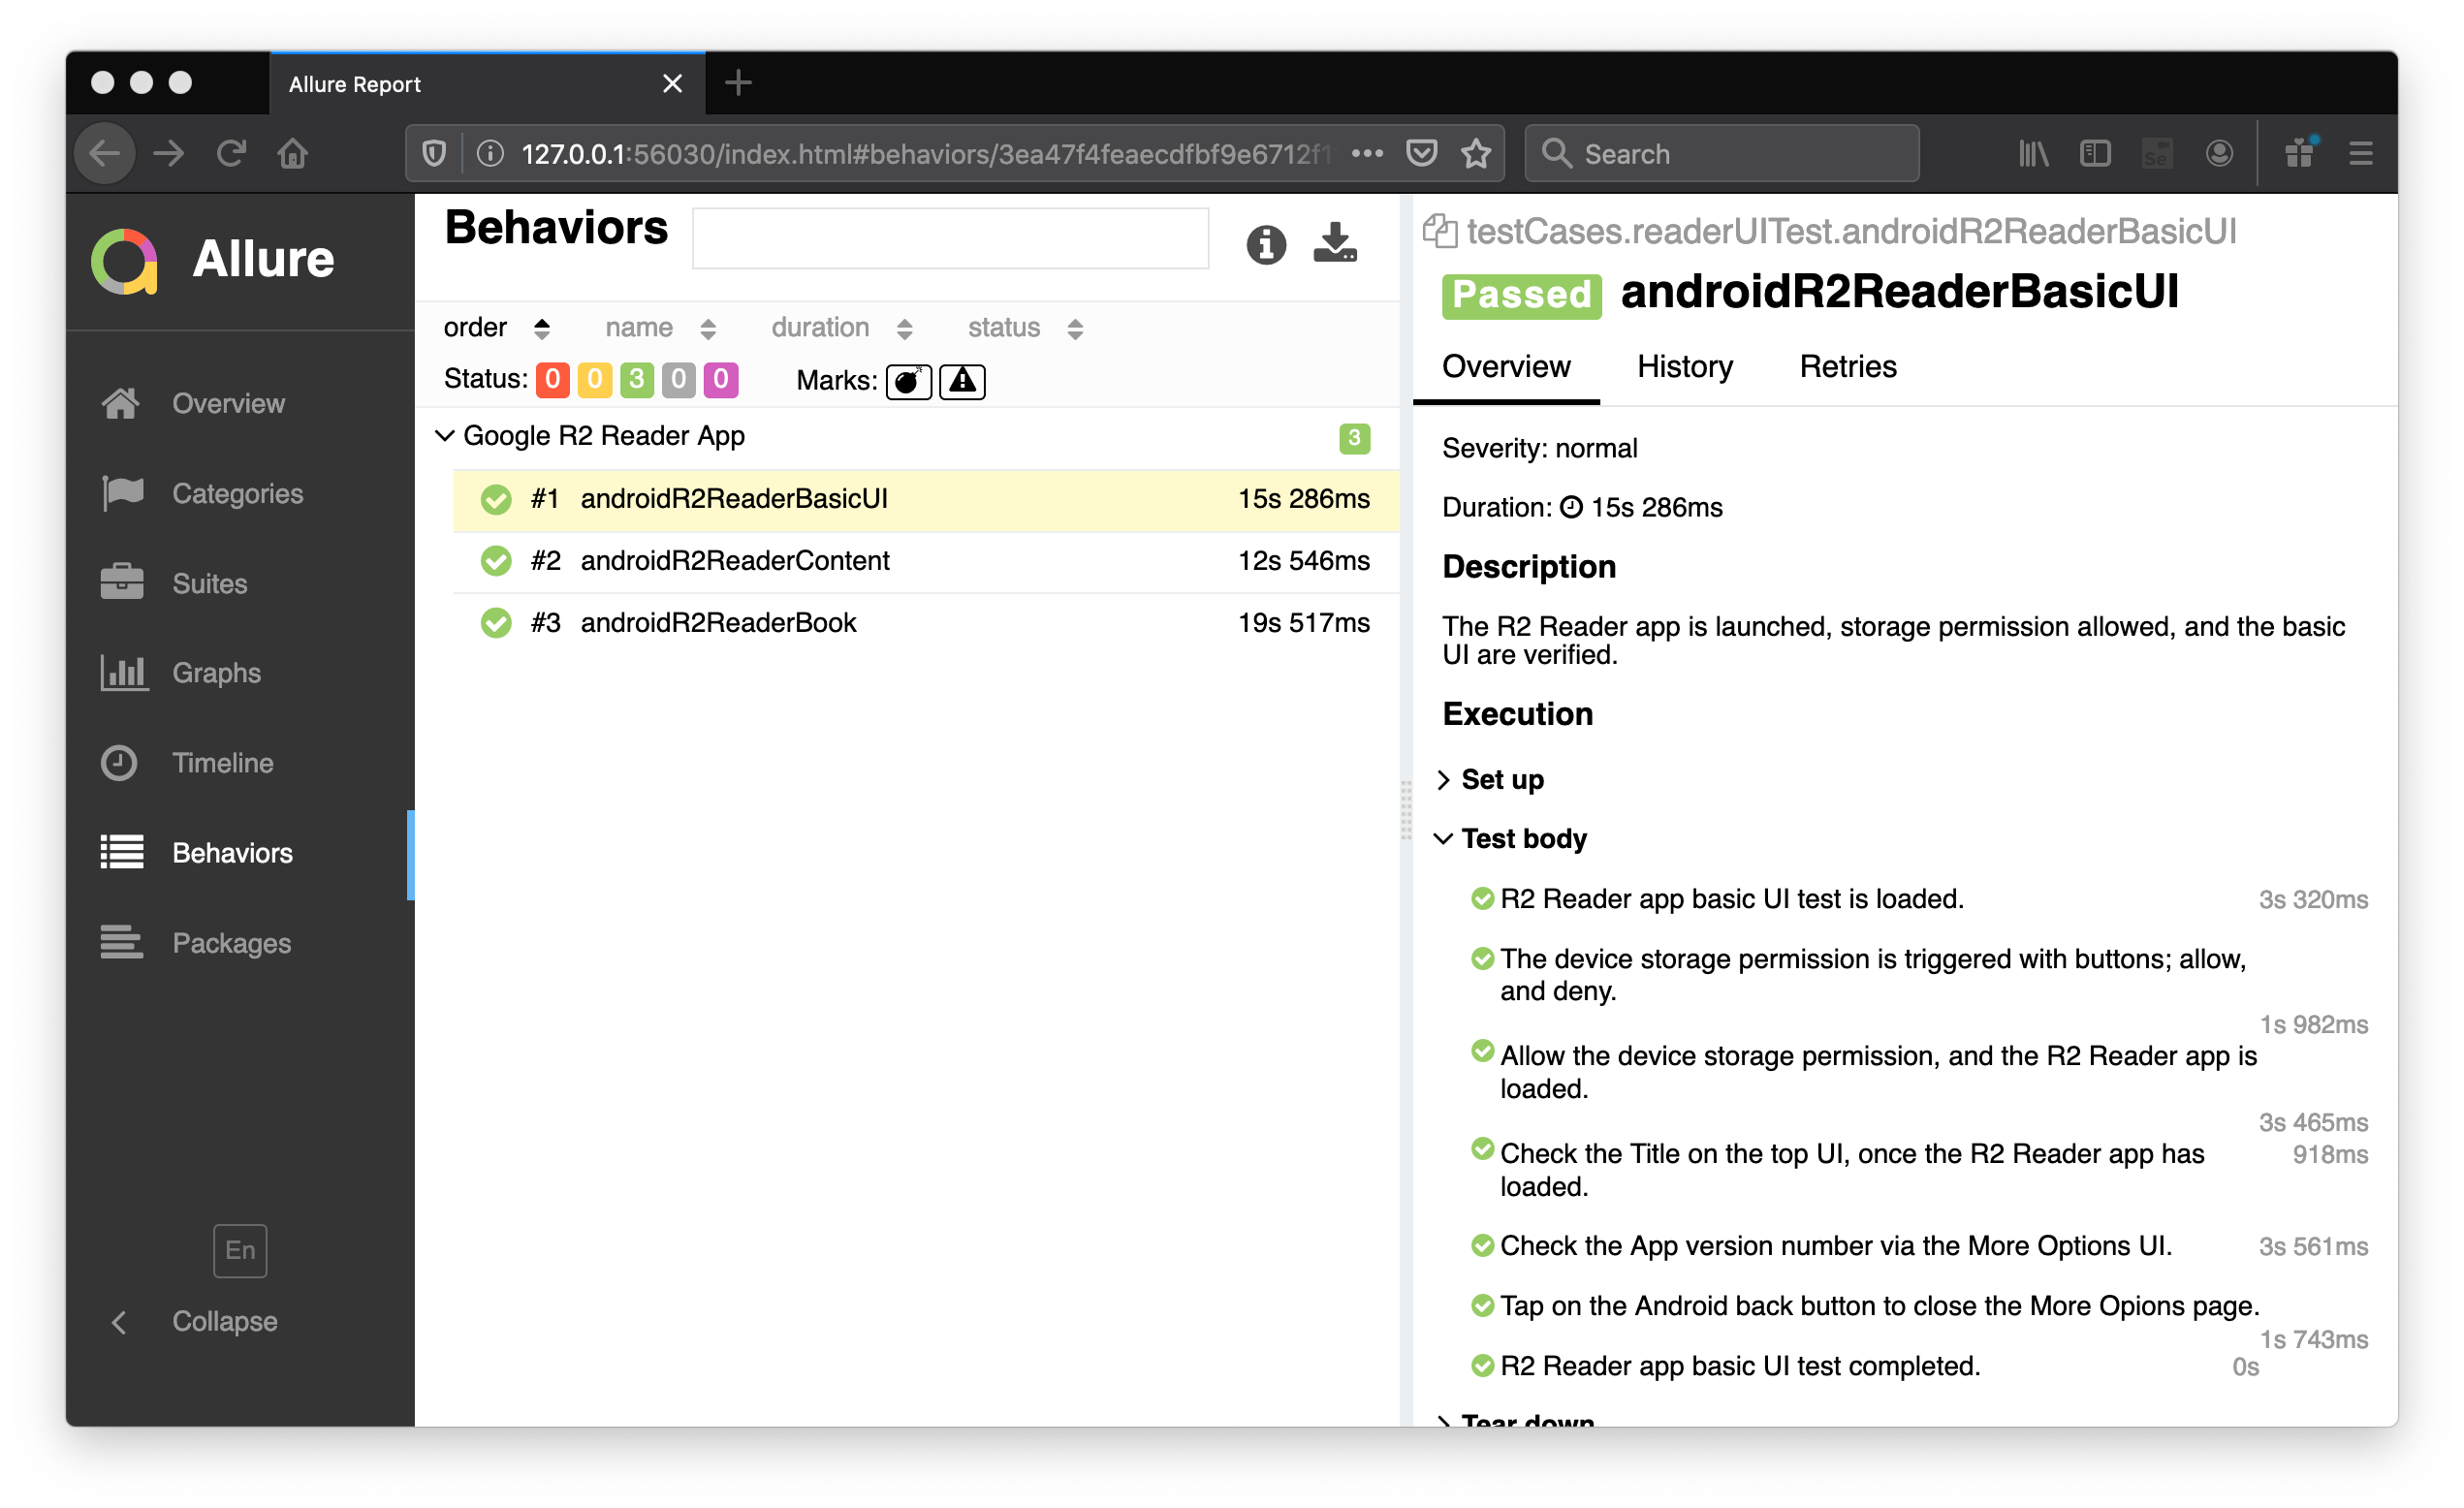 Allure Report
127.0.0.1:56030/index.html#behaviors/3ea47f4feaecdfbf9e6712f1
Search
Se
Allure
Overview
Categories
Suites
Graphs
Timeline
Behaviors
Packages
En
Collapse
Behaviors
order name duration status
Status: 0 0 3 0 0 Marks:
Google R2 Reader App 3
#1 androidR2ReaderBasicUI 15s 286ms
#2 androidR2ReaderContent 12s 546ms
#3 androidR2ReaderBook 19s 517ms
testCases.readerUITest.androidR2ReaderBasicUI
Passed androidR2ReaderBasicUI
Overview History Retries
Severity: normal
Duration: 15s 286ms
Description
The R2 Reader app is launched, storage permission allowed, and the basic
UI are verified.
Execution
Set up
Test body
R2 Reader app basic UI test is loaded. 3s 320ms
The device storage permission is triggered with buttons; allow,
and deny.
1s 982ms
Allow the device storage permission, and the R2 Reader app is
loaded.
3s 465ms
Check the Title on the top UI, once the R2 Reader app has 918ms
loaded.
Check the App version number via the More Options UI. 3s 561ms
Tap on the Android back button to close the More Opions page.
1s 743ms
R2 Reader app basic UI test completed. 0s
Tear down